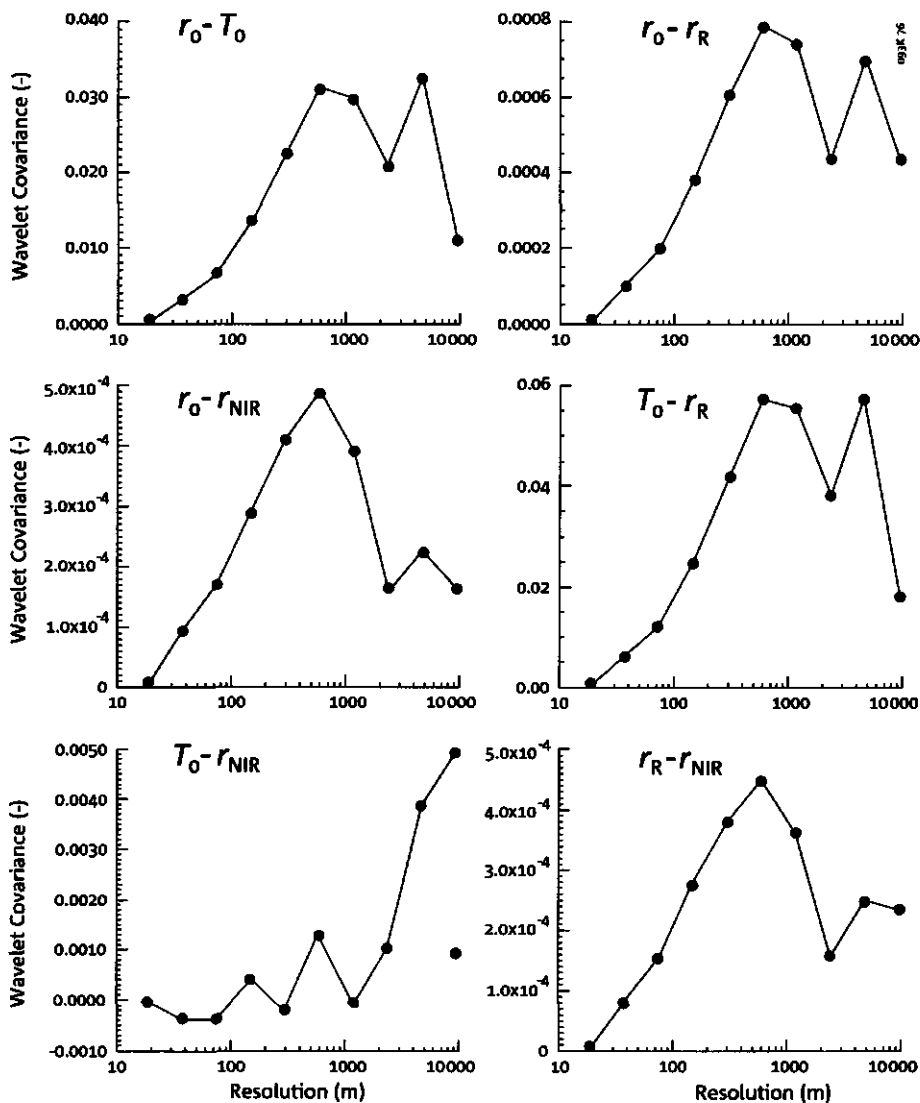 r0 - T0
Wavelet Covariance (-)
0.040
0.030
0.020
0.010
0.0000
10 100 1000 10000
r0 - rR
0.0008
0.0006
0.0004
0.0002
0.0000
10 100 1000 10000
r0 - rNIR
Wavelet Covariance (-)
5.0x10-4
4.0x10-4
3.0x10-4
2.0x10-4
1.0x10-4
0
10 100 1000 10000
T0 - rR
0.06
0.04
0.02
0.00
10 100 1000 10000
T0 - rNIR
Wavelet Covariance (-)
0.0050
0.0040
0.0030
0.0020
0.0010
0.0000
-0.0010
10 100 1000 10000
Resolution (m)
rR - rNIR
5.0x10-4
4.0x10-4
3.0x10-4
2.0x10-4
1.0x10-4
0
10 100 1000 10000
Resolution (m)